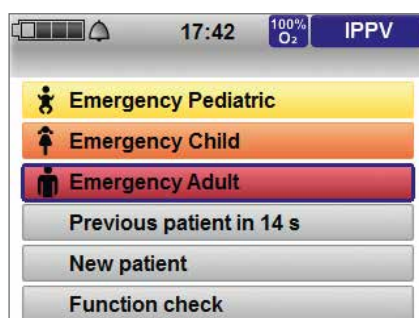 17:42 100% O₂ IPPV
Emergency Pediatric
Emergency Child
Emergency Adult
Previous patient in 14 s
New patient
Function check